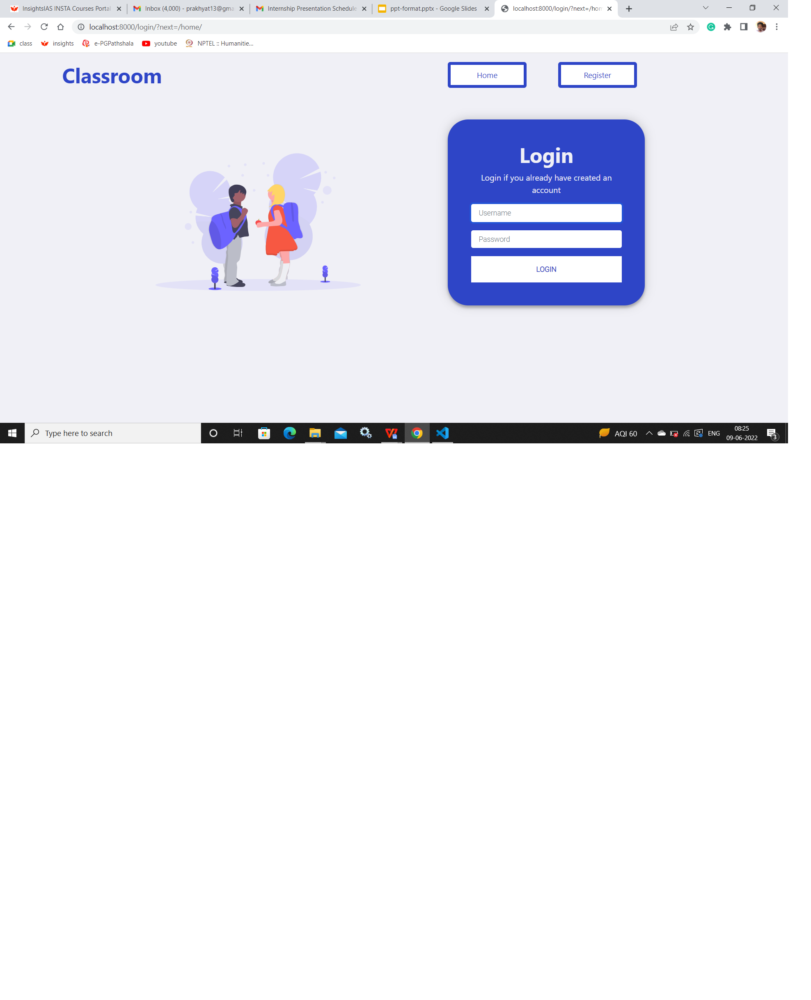 InsightsIAS INSTA Courses Portal
Inbox (4,000) - prakhyat13@gma
Internship Presentation Schedule
ppt-format.pptx - Google Slides
localhost:8000/login/?next=/hom
localhost:8000/login/?next=/home/
class
insights
e-PGPathshala
youtube
NPTEL :: Humanitie...
Classroom
Home
Register
Login
Login if you already have created an
account
Username
Password
LOGIN
Type here to search
AQI 60
ENG
08:25
09-06-2022
3